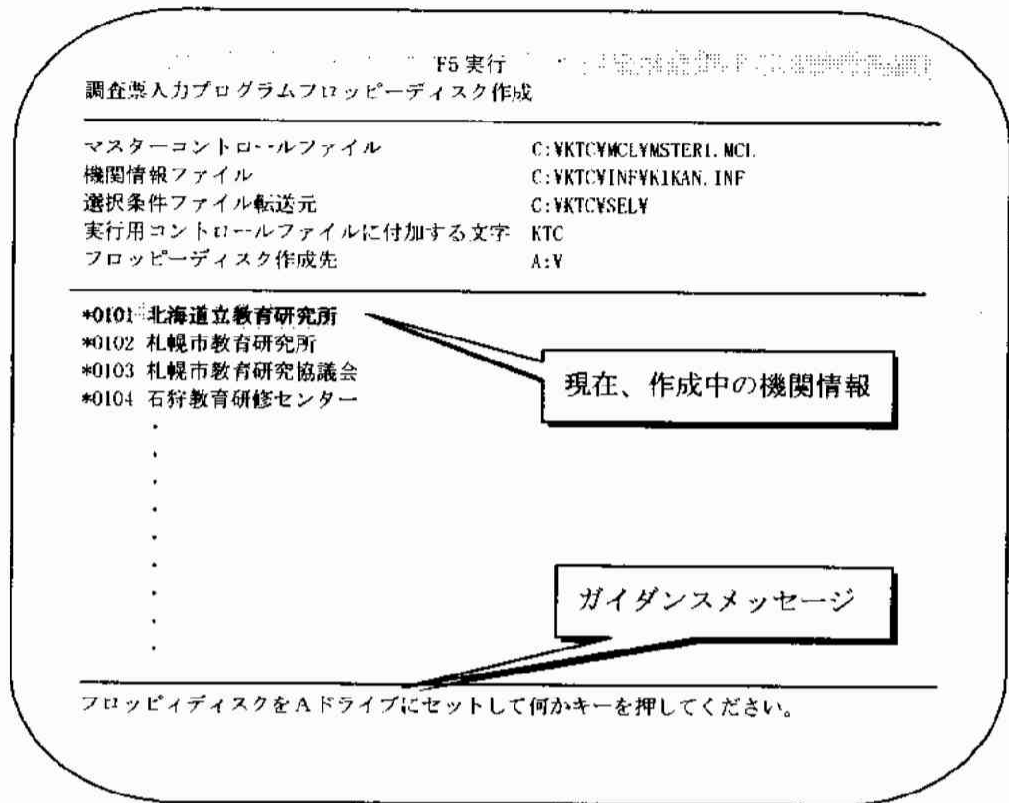 F5 実行
調査票入力プログラムフロッピーディスク作成
マスターコントロールファイル C:¥KTC¥MCL¥MSTER1.MCL
機関情報ファイル C:¥KTC¥INF¥KIKAN.INF
選択条件ファイル転送元 C:¥KTC¥SEL¥
実行用コントロールファイルに付加する文字 KTC
フロッピーディスク作成先 A:¥
*0101 北海道立教育研究所
*0102 札幌市教育研究所
*0103 札幌市教育研究協議会
*0104 石狩教育研修センター
現在、作成中の機関情報
ガイダンスメッセージ
フロッピィディスクをAドライブにセットして何かキーを押してください。